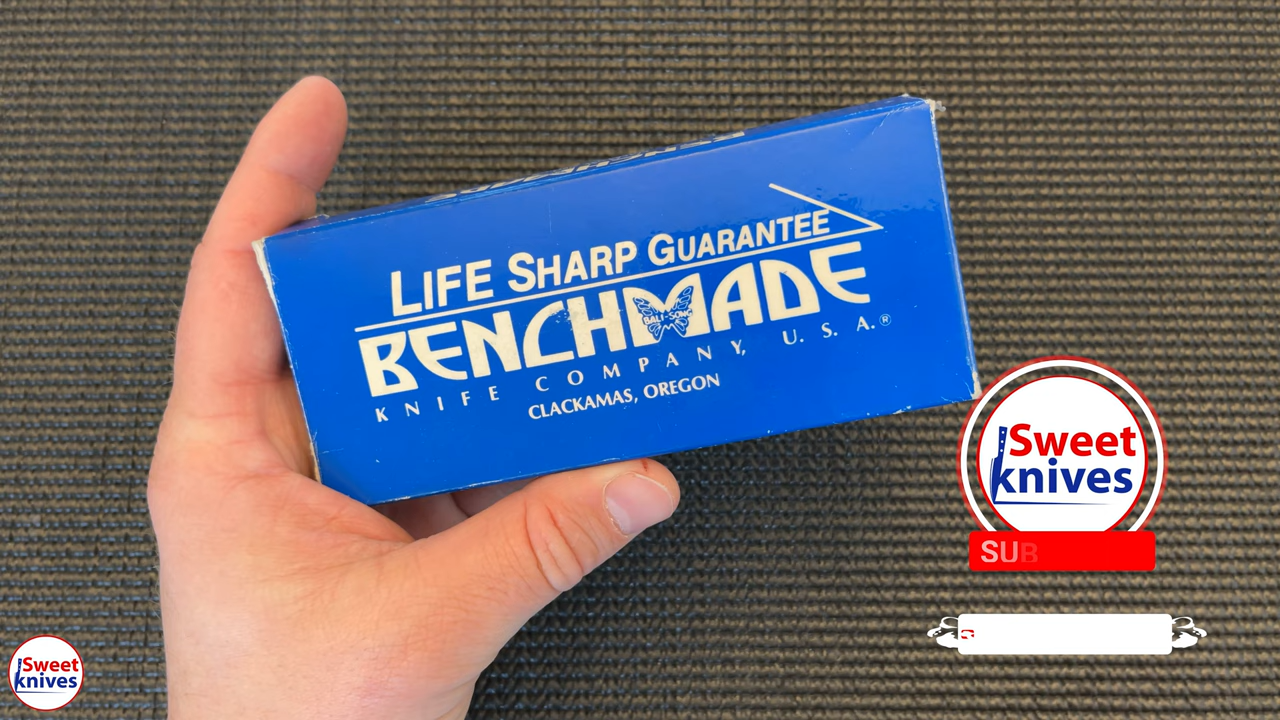 LIFE SHARP GUARANTEE
BENCHMADE
BALI-SONG
KNIFE COMPANY, U. S. A.®
CLACKAMAS, OREGON
Sweet
knives
SUB
Sweet
knives